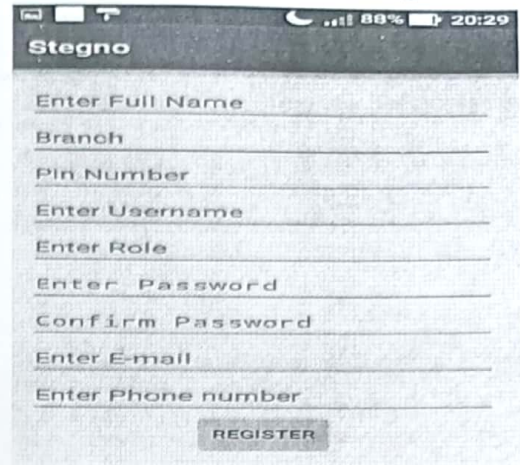 88% 20:29
Stegno
Enter Full Name
Branch
Pin Number
Enter Username
Enter Role
Enter Password
Confirm Password
Enter E-mail
Enter Phone number
REGISTER